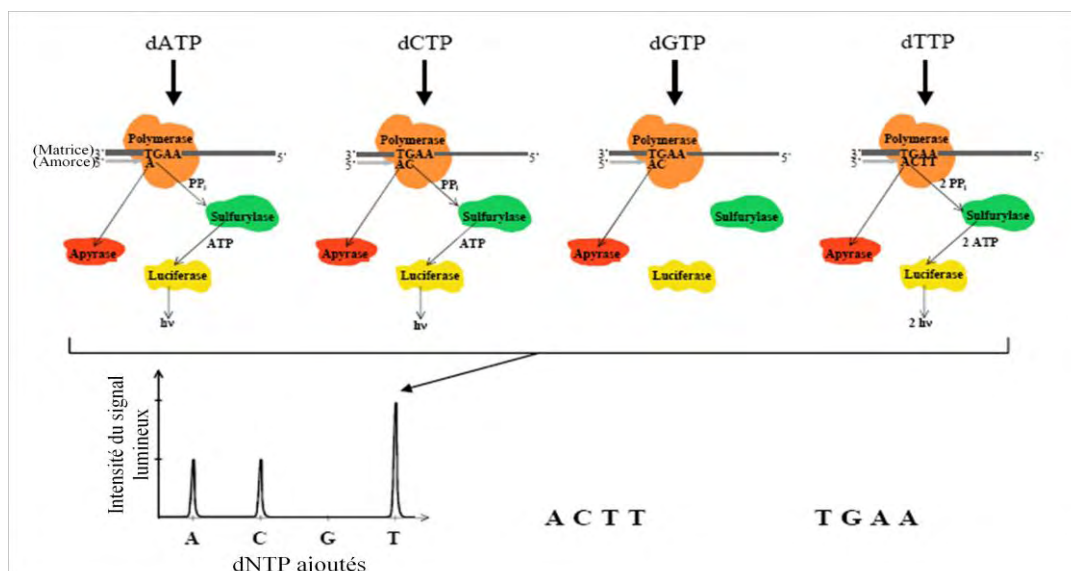 dATP dCTP dGTP dTTP
Polymerase Polymerase Polymerase Polymerase
(Matrice) 3' TGAA 5' 3' TGAA 5' 3' TGAA 5' 3' TGAA 5'
(Amorce) 5' A 5' AC 5' AC 5' ACTT
PPi PPi 2 PPi
Sulfurylase Sulfurylase Sulfurylase Sulfurylase
ATP ATP 2 ATP
Apyrase Apyrase Apyrase Apyrase
Luciferase Luciferase Luciferase Luciferase
hν hν 2 hν
Intensité du signal
lumineux
A C G T
dNTP ajoutés
A C T T T G A A